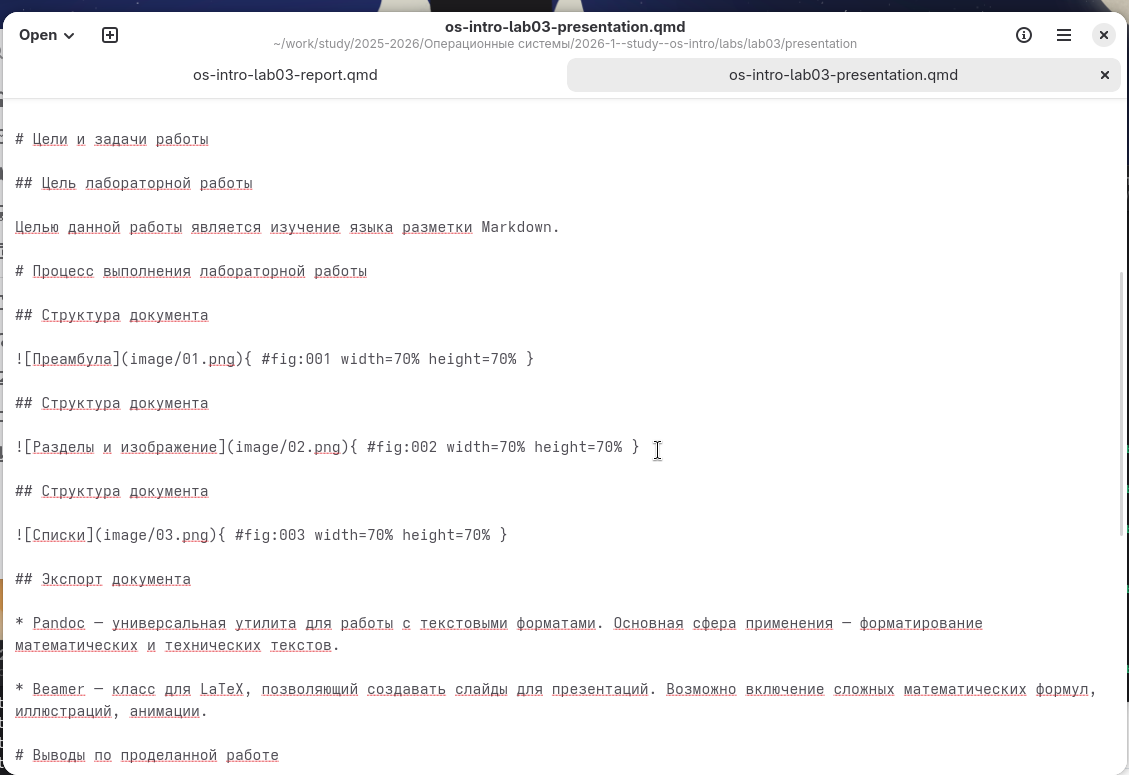 Open
os-intro-lab03-presentation.qmd
~/work/study/2025-2026/Операционные системы/2026-1--study--os-intro/labs/lab03/presentation
os-intro-lab03-report.qmd
os-intro-lab03-presentation.qmd
# Цели и задачи работы
## Цель лабораторной работы
Целью данной работы является изучение языка разметки Markdown.
# Процесс выполнения лабораторной работы
## Структура документа
![Преамбула](image/01.png){ #fig:001 width=70% height=70% }
## Структура документа
![Разделы и изображение](image/02.png){ #fig:002 width=70% height=70% }
## Структура документа
![Списки](image/03.png){ #fig:003 width=70% height=70% }
## Экспорт документа
* Pandoc — универсальная утилита для работы с текстовыми форматами. Основная сфера применения — форматирование
математических и технических текстов.
* Beamer — класс для LaTeX, позволяющий создавать слайды для презентаций. Возможно включение сложных математических формул,
иллюстраций, анимации.
# Выводы по проделанной работе